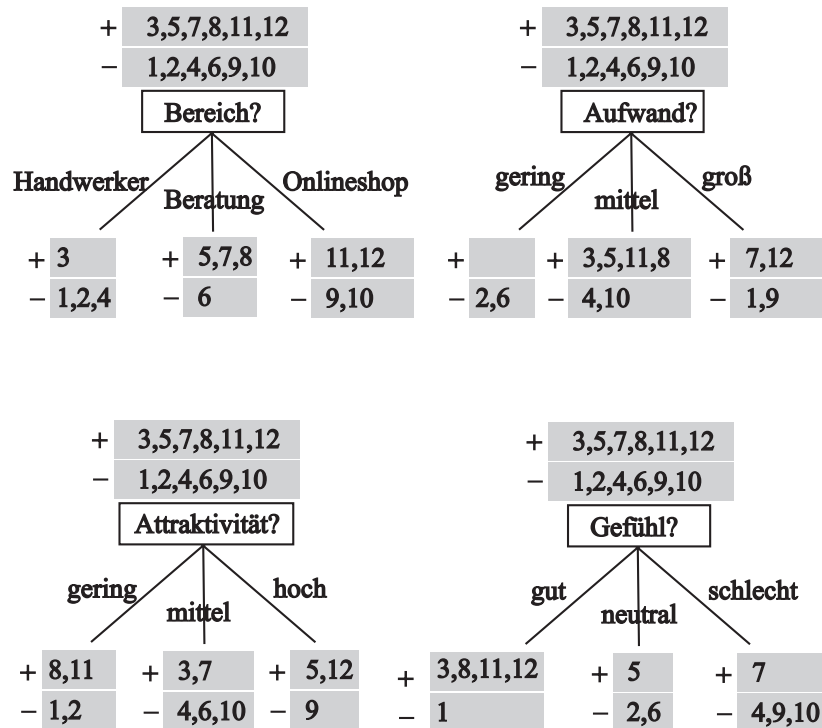 + 3,5,7,8,11,12
− 1,2,4,6,9,10
Bereich?
Handwerker Beratung Onlineshop
+ 3 + 5,7,8 + 11,12
− 1,2,4 − 6 − 9,10
+ 3,5,7,8,11,12
− 1,2,4,6,9,10
Aufwand?
gering mittel groß
+ + 3,5,11,8 + 7,12
− 2,6 − 4,10 − 1,9
+ 3,5,7,8,11,12
− 1,2,4,6,9,10
Attraktivität?
gering mittel hoch
+ 8,11 + 3,7 + 5,12
− 1,2 − 4,6,10 − 9
+ 3,5,7,8,11,12
− 1,2,4,6,9,10
Gefühl?
gut neutral schlecht
+ 3,8,11,12 + 5 + 7
− 1 − 2,6 − 4,9,10